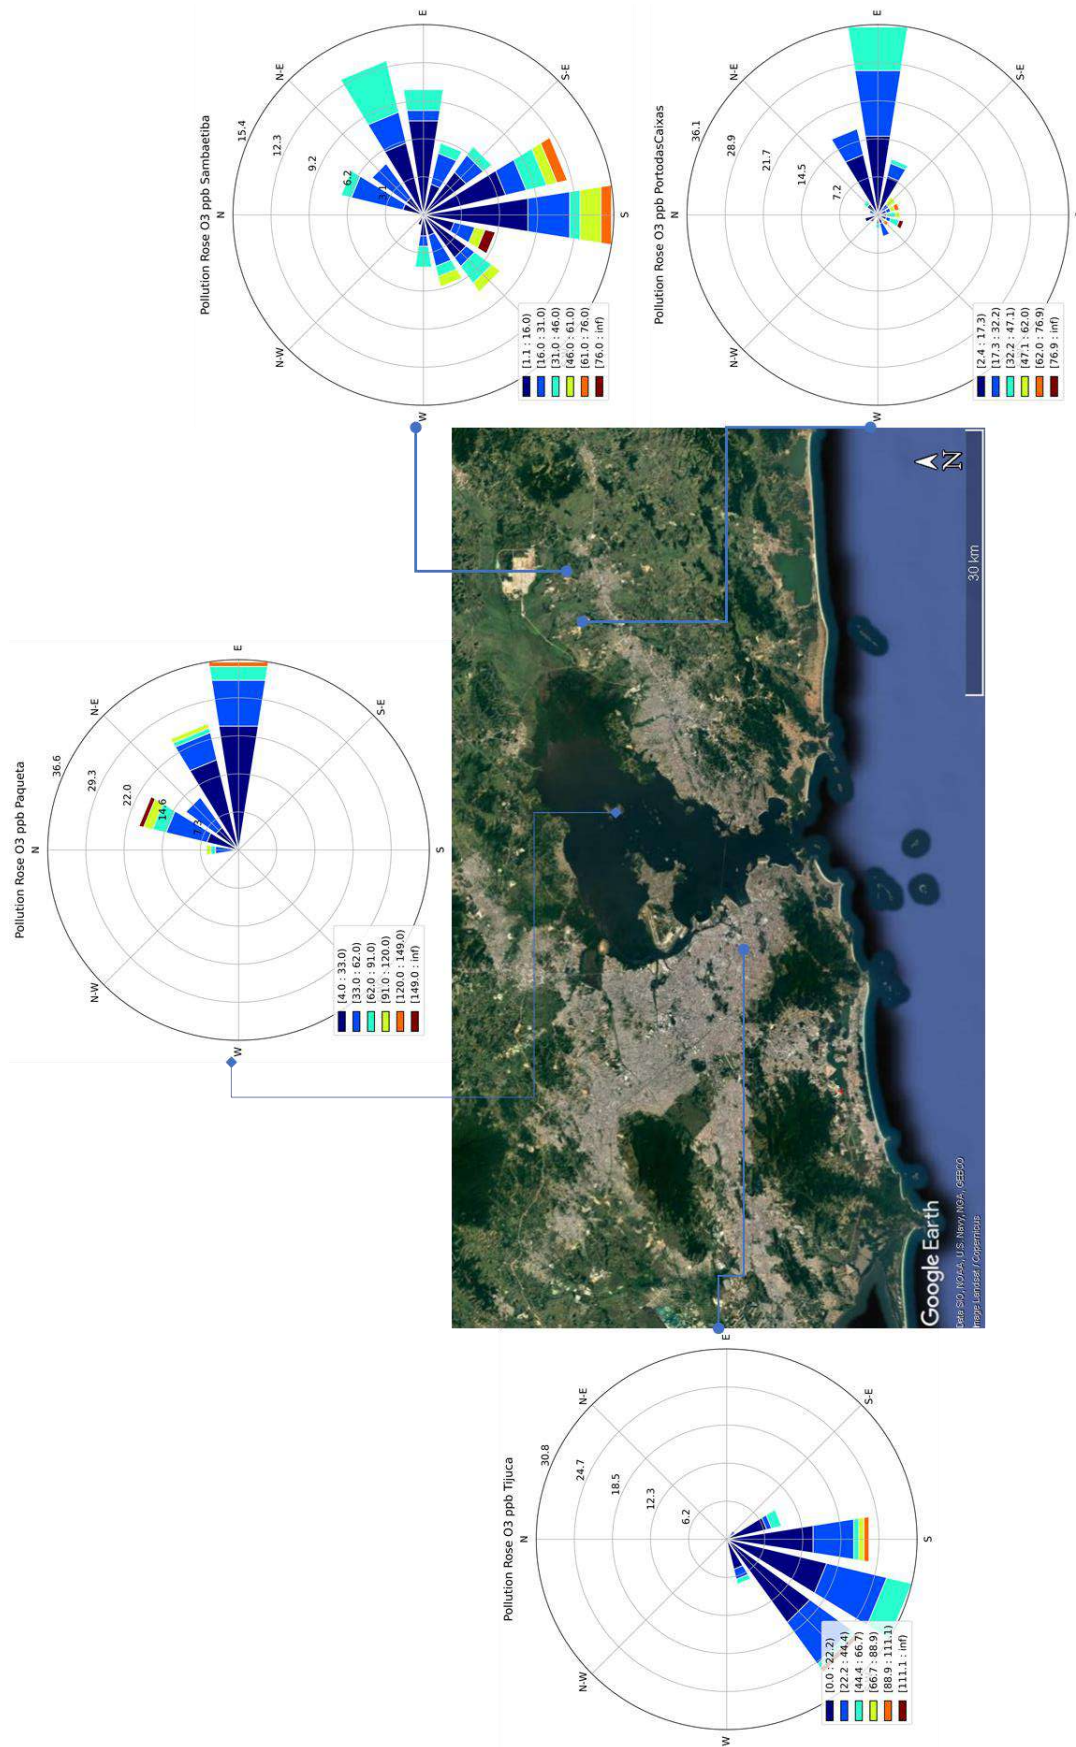 Pollution Rose O3 ppb Paqueta
N
N-E
E
S-E
S
W
N-W
36.6
29.3
22.0
14.6
[4.0 : 33.0)
[33.0 : 62.0)
[62.0 : 91.0)
[91.0 : 120.0)
[120.0 : 149.0)
[149.0 : inf)
Pollution Rose O3 ppb Sambaetiba
N
N-E
E
S-E
S
W
N-W
15.4
12.3
9.2
6.2
[1.1 : 16.0)
[16.0 : 31.0)
[31.0 : 46.0)
[46.0 : 61.0)
[61.0 : 76.0)
[76.0 : inf)
Pollution Rose O3 ppb Tijuca
N
N-E
E
S-E
S
W
N-W
30.8
24.7
18.5
12.3
6.2
[0.0 : 22.2)
[22.2 : 44.4)
[44.4 : 66.7)
[66.7 : 88.9)
[88.9 : 111.1)
[111.1 : inf)
Google Earth
Data SIO, NOAA, U.S. Navy, NGA, GEBCO
Image Landsat / Copernicus
N
30 km
Pollution Rose O3 ppb PortodasCaixas
N
N-E
E
S-E
W
N-W
36.1
28.9
21.7
14.5
7.2
[2.4 : 17.3)
[17.3 : 32.2)
[32.2 : 47.1)
[47.1 : 62.0)
[62.0 : 76.9)
[76.9 : inf)